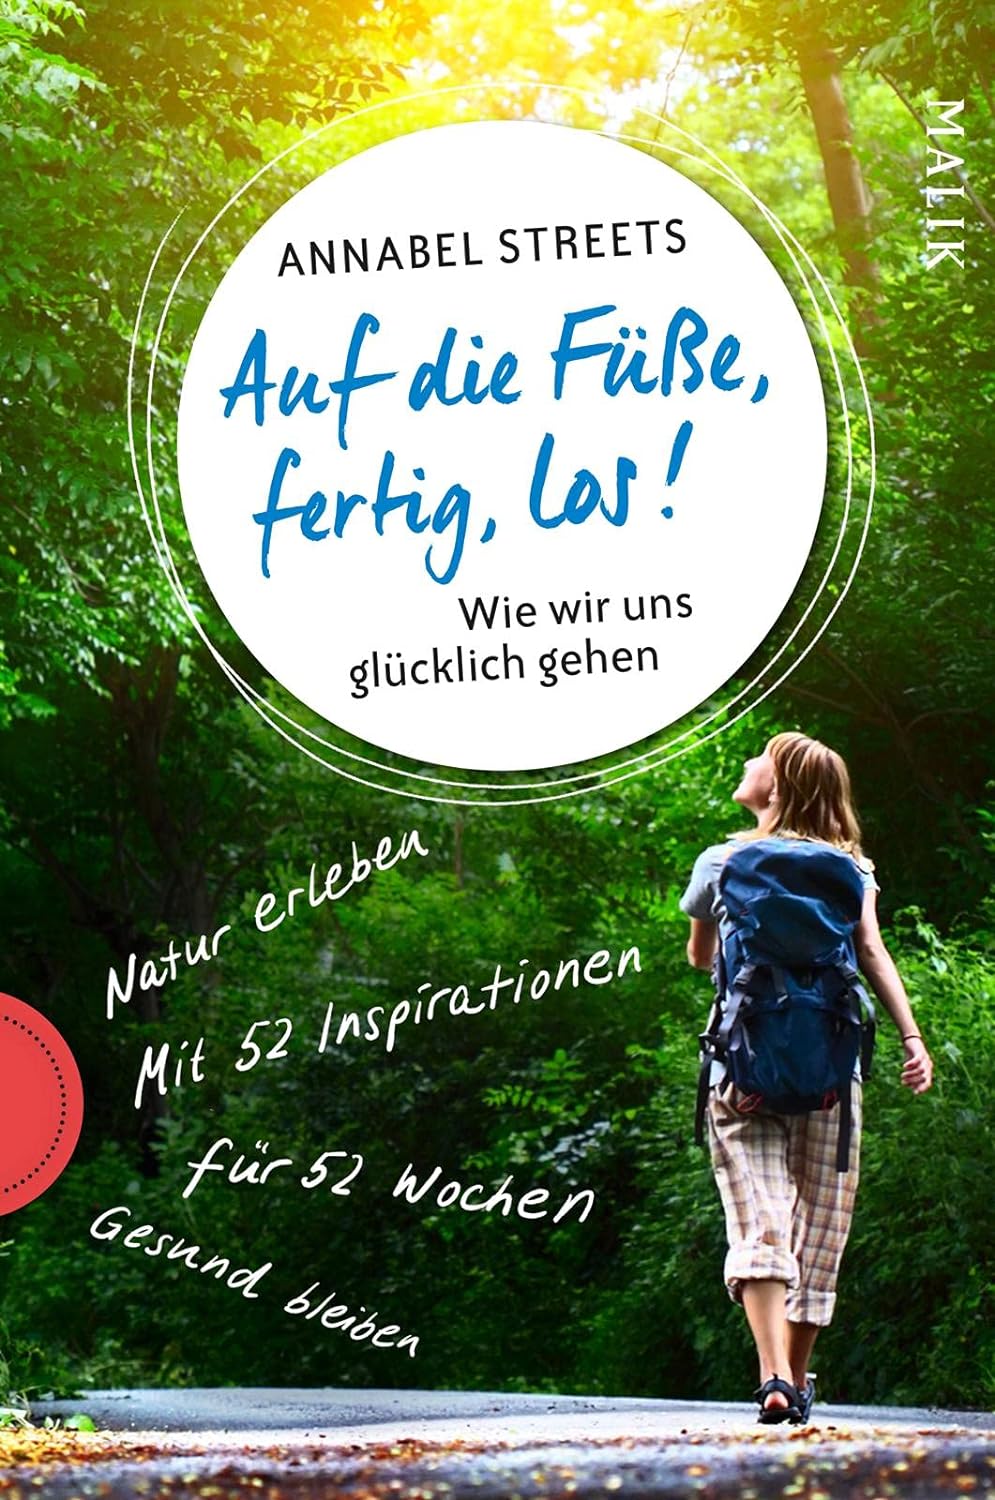 MALIK
ANNABEL STREETS
Auf die Füße,
fertig, los!
Wie wir uns
glücklich gehen
Natur erleben
Mit 52 Inspirationen
für 52 Wochen
Gesund bleiben